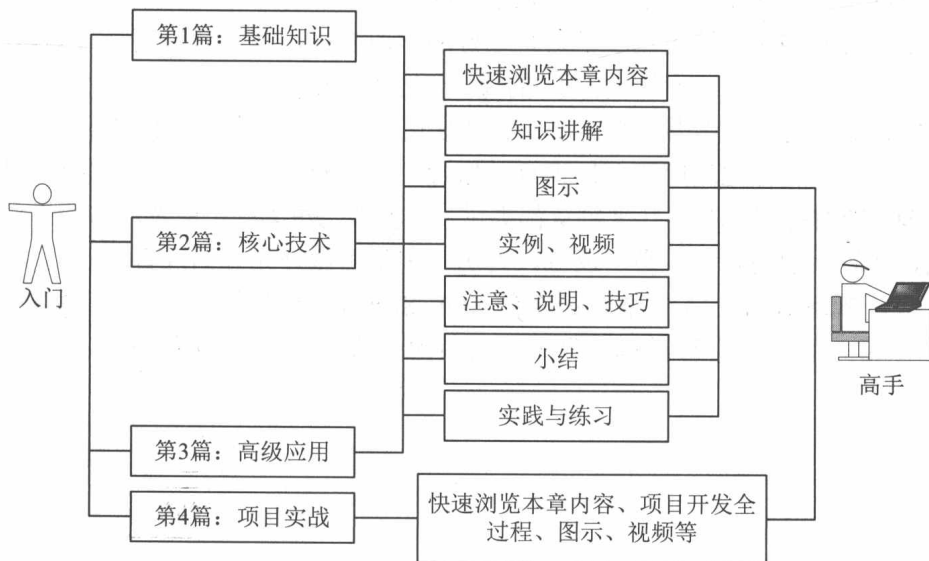 第1篇：基础知识
快速浏览本章内容
知识讲解
图示
第2篇：核心技术
实例、视频
入门
注意、说明、技巧
小结
高手
实践与练习
第3篇：高级应用
第4篇：项目实战
快速浏览本章内容、项目开发全
过程、图示、视频等